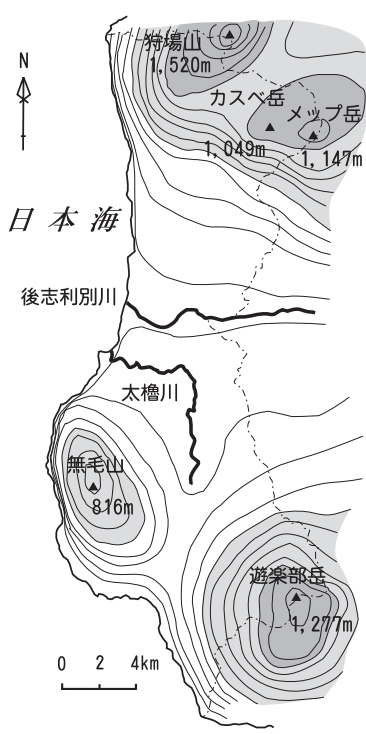 狩場山
1,520m
N
カスベ岳
メップ岳
1,049m
1,147m
日本海
後志利別川
太櫓川
無毛山
816m
遊楽部岳
1,277m
0 2 4km